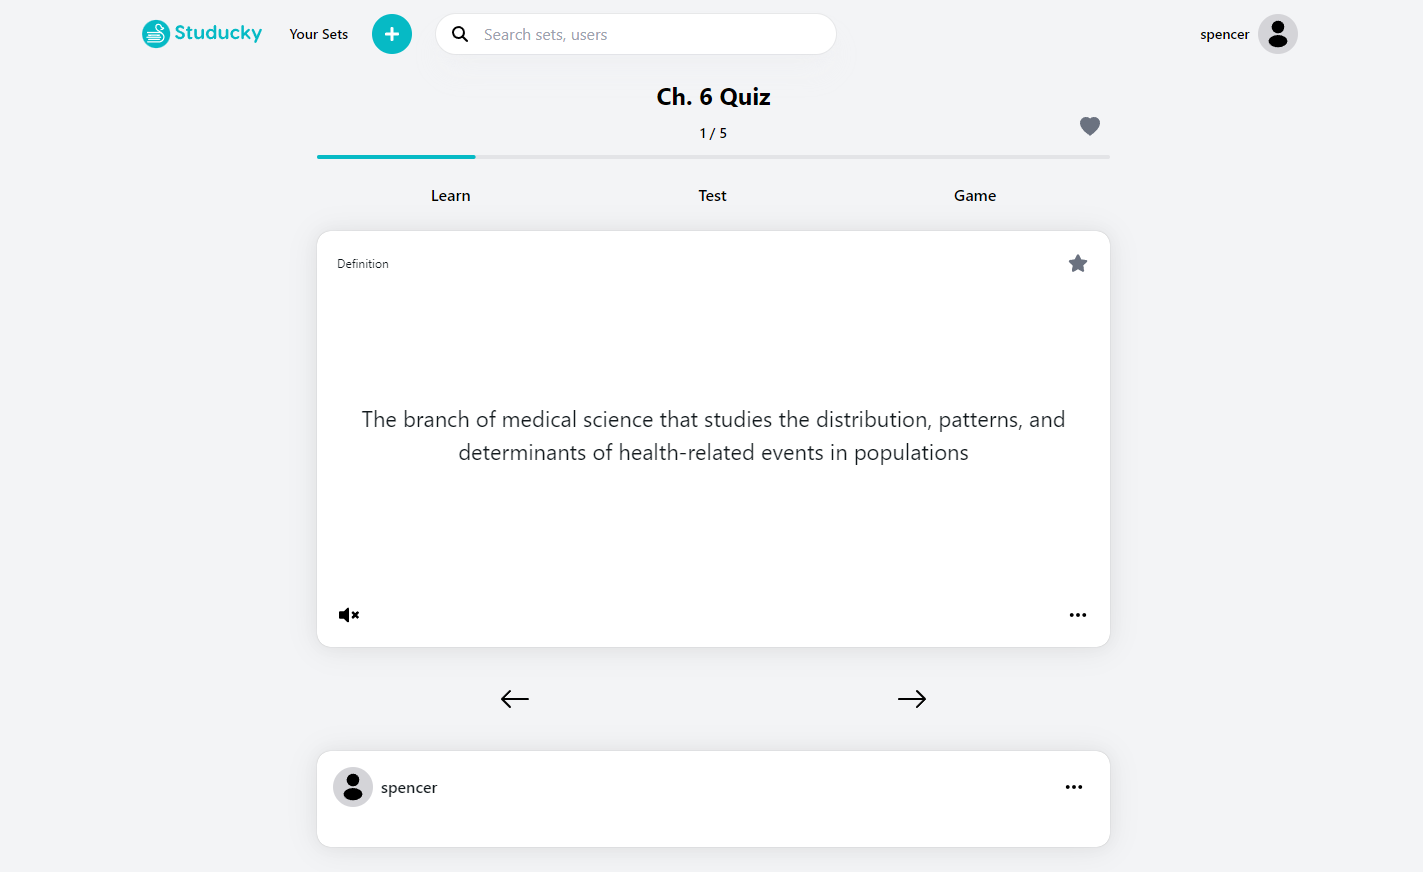 Studucky
Your Sets
Search sets, users
spencer
Ch. 6 Quiz
1 / 5
Learn
Test
Game
Definition
The branch of medical science that studies the distribution, patterns, and
determinants of health-related events in populations
spencer